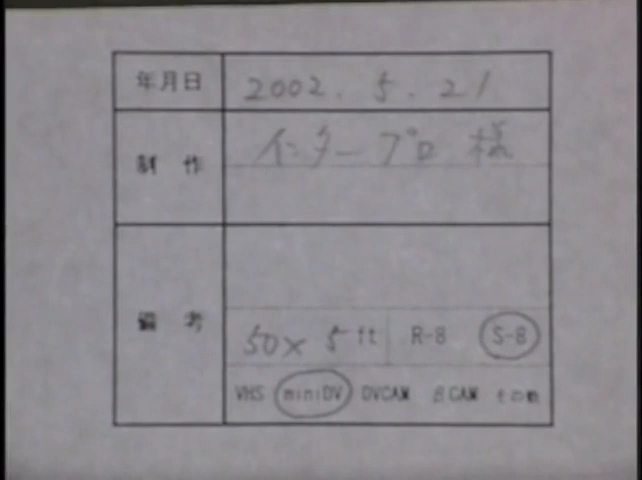 年月日 2002.5.21
制作 インタープロ 様
備考
50× 5 ft R-8 S-8
VHS miniDV DVCAM βCAM その他